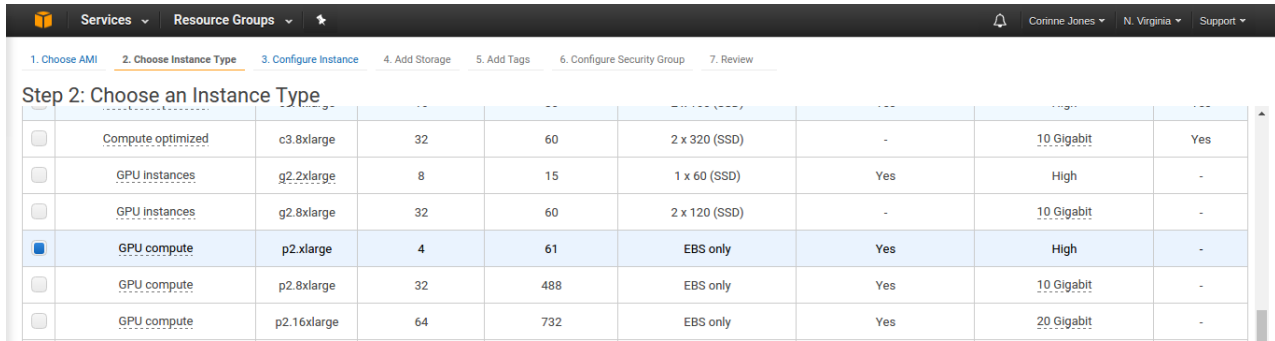 Services Resource Groups Corinne Jones N. Virginia Support
1. Choose AMI 2. Choose Instance Type 3. Configure Instance 4. Add Storage 5. Add Tags 6. Configure Security Group 7. Review
Step 2: Choose an Instance Type
Compute optimized c3.8xlarge 32 60 2 x 320 (SSD) - 10 Gigabit Yes
GPU instances g2.2xlarge 8 15 1 x 60 (SSD) Yes High -
GPU instances g2.8xlarge 32 60 2 x 120 (SSD) - 10 Gigabit -
GPU compute p2.xlarge 4 61 EBS only Yes High -
GPU compute p2.8xlarge 32 488 EBS only Yes 10 Gigabit -
GPU compute p2.16xlarge 64 732 EBS only Yes 20 Gigabit -